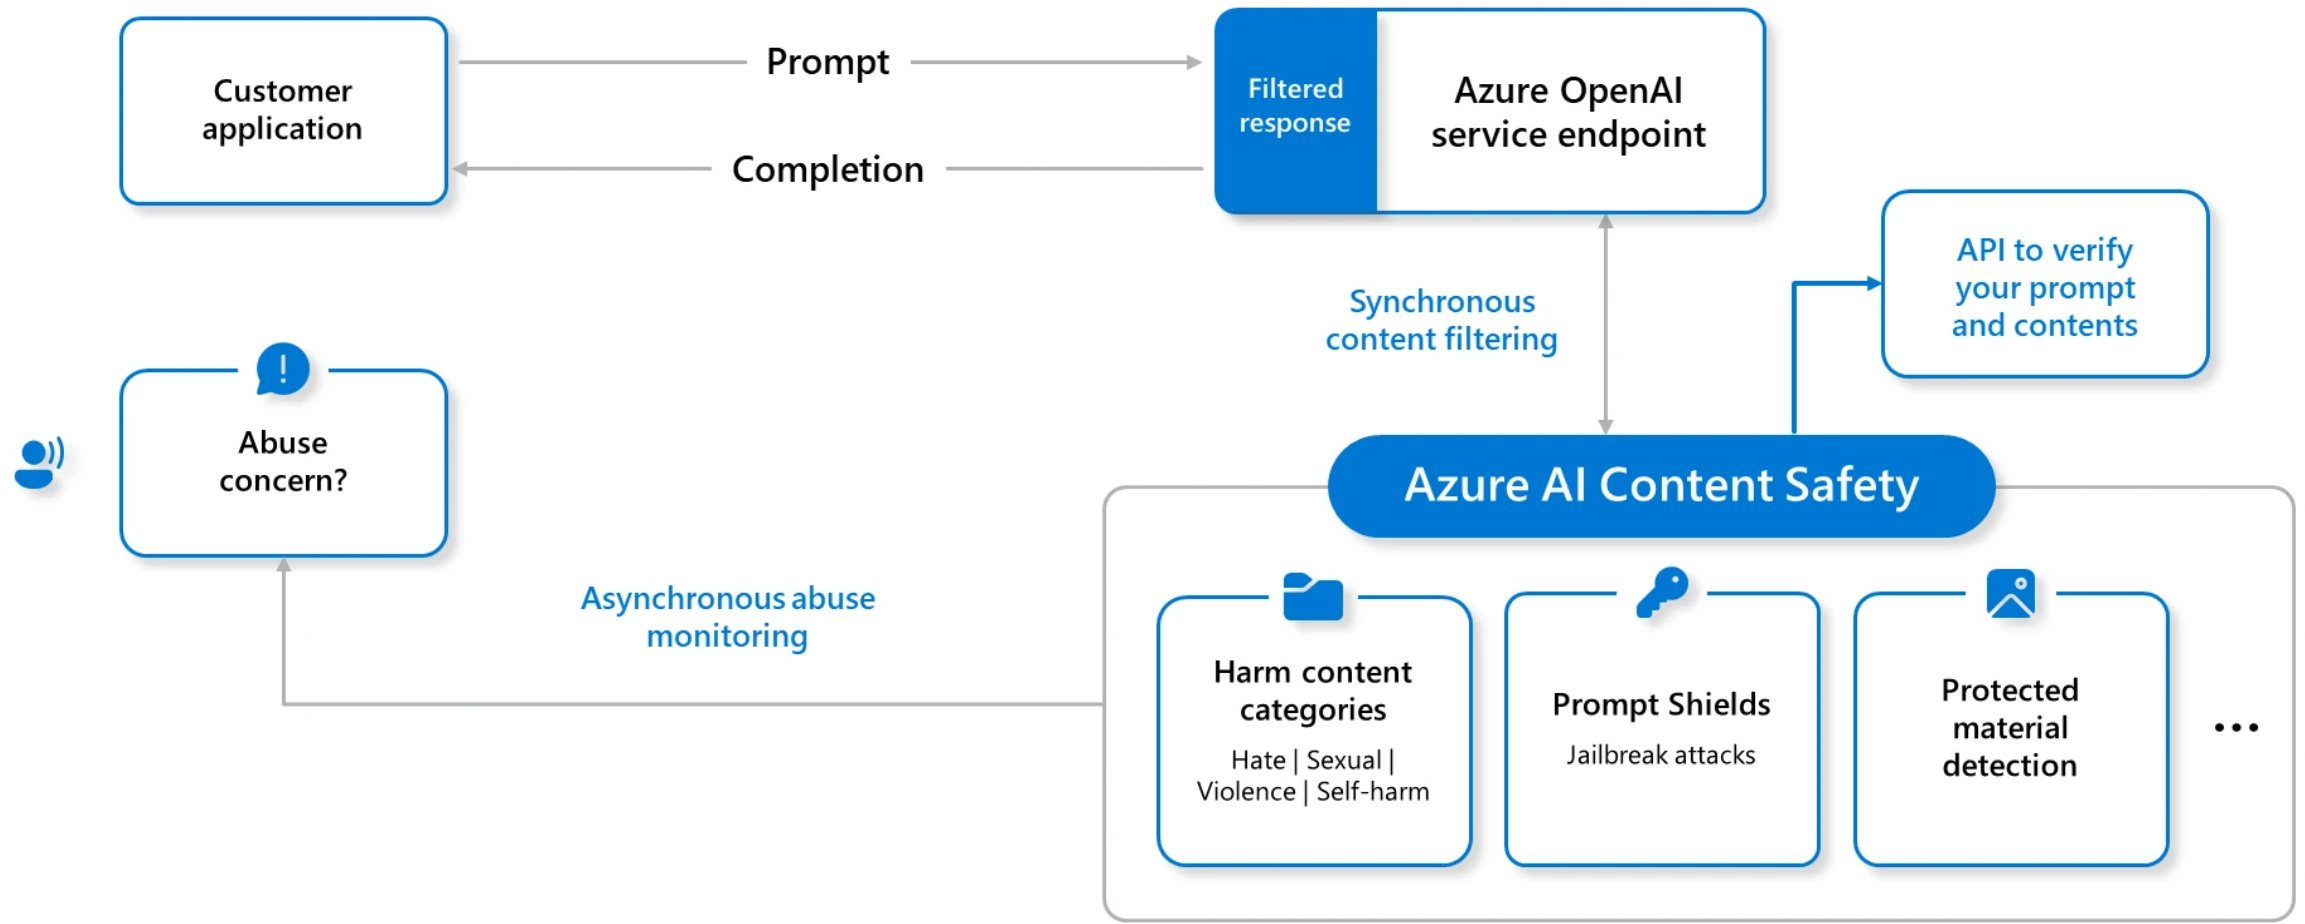 Customer
application
Prompt
Completion
Filtered
response
Azure OpenAI
service endpoint
Synchronous
content filtering
API to verify
your prompt
and contents
Abuse
concern?
Asynchronous abuse
monitoring
Azure AI Content Safety
Harm content
categories
Hate | Sexual |
Violence | Self-harm
Prompt Shields
Jailbreak attacks
Protected
material
detection
...